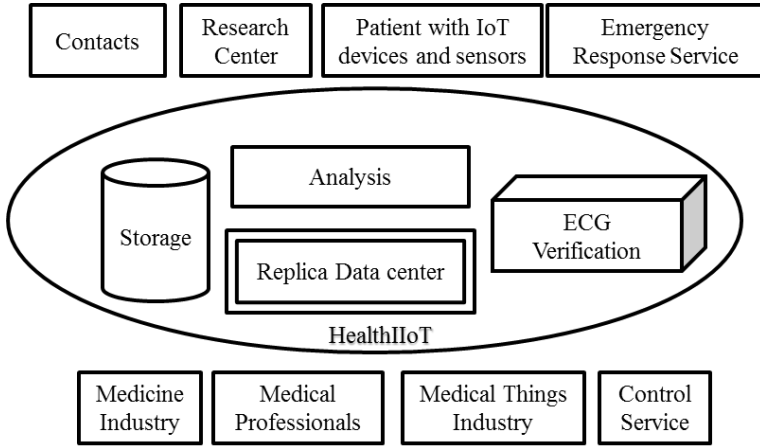 Contacts
Research
Center
Patient with IoT
devices and sensors
Emergency
Response Service
Analysis
Storage
ECG
Verification
Replica Data center
HealthIIoT
Medicine
Industry
Medical
Professionals
Medical Things
Industry
Control
Service